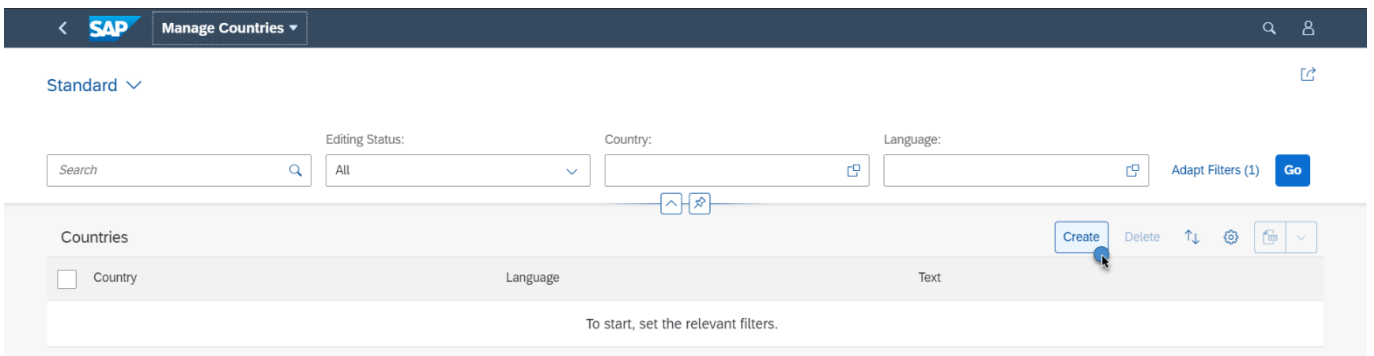 SAP Manage Countries
Standard
Editing Status: Country: Language:
Search All Adapt Filters (1) Go
Countries Create Delete
Country Language Text
To start, set the relevant filters.